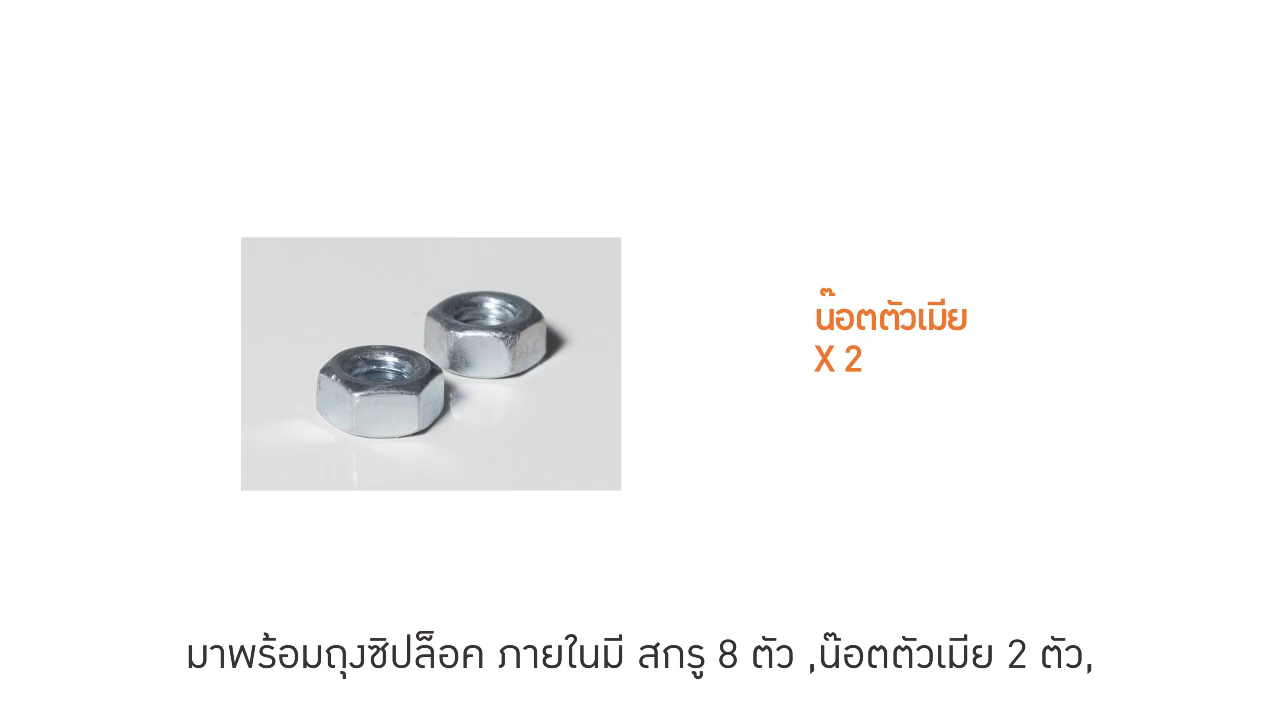 น๊อตตัวเมีย
X 2
มาพร้อมถุงซิปล็อค ภายในมี สกรู 8 ตัว ,น๊อตตัวเมีย 2 ตัว,